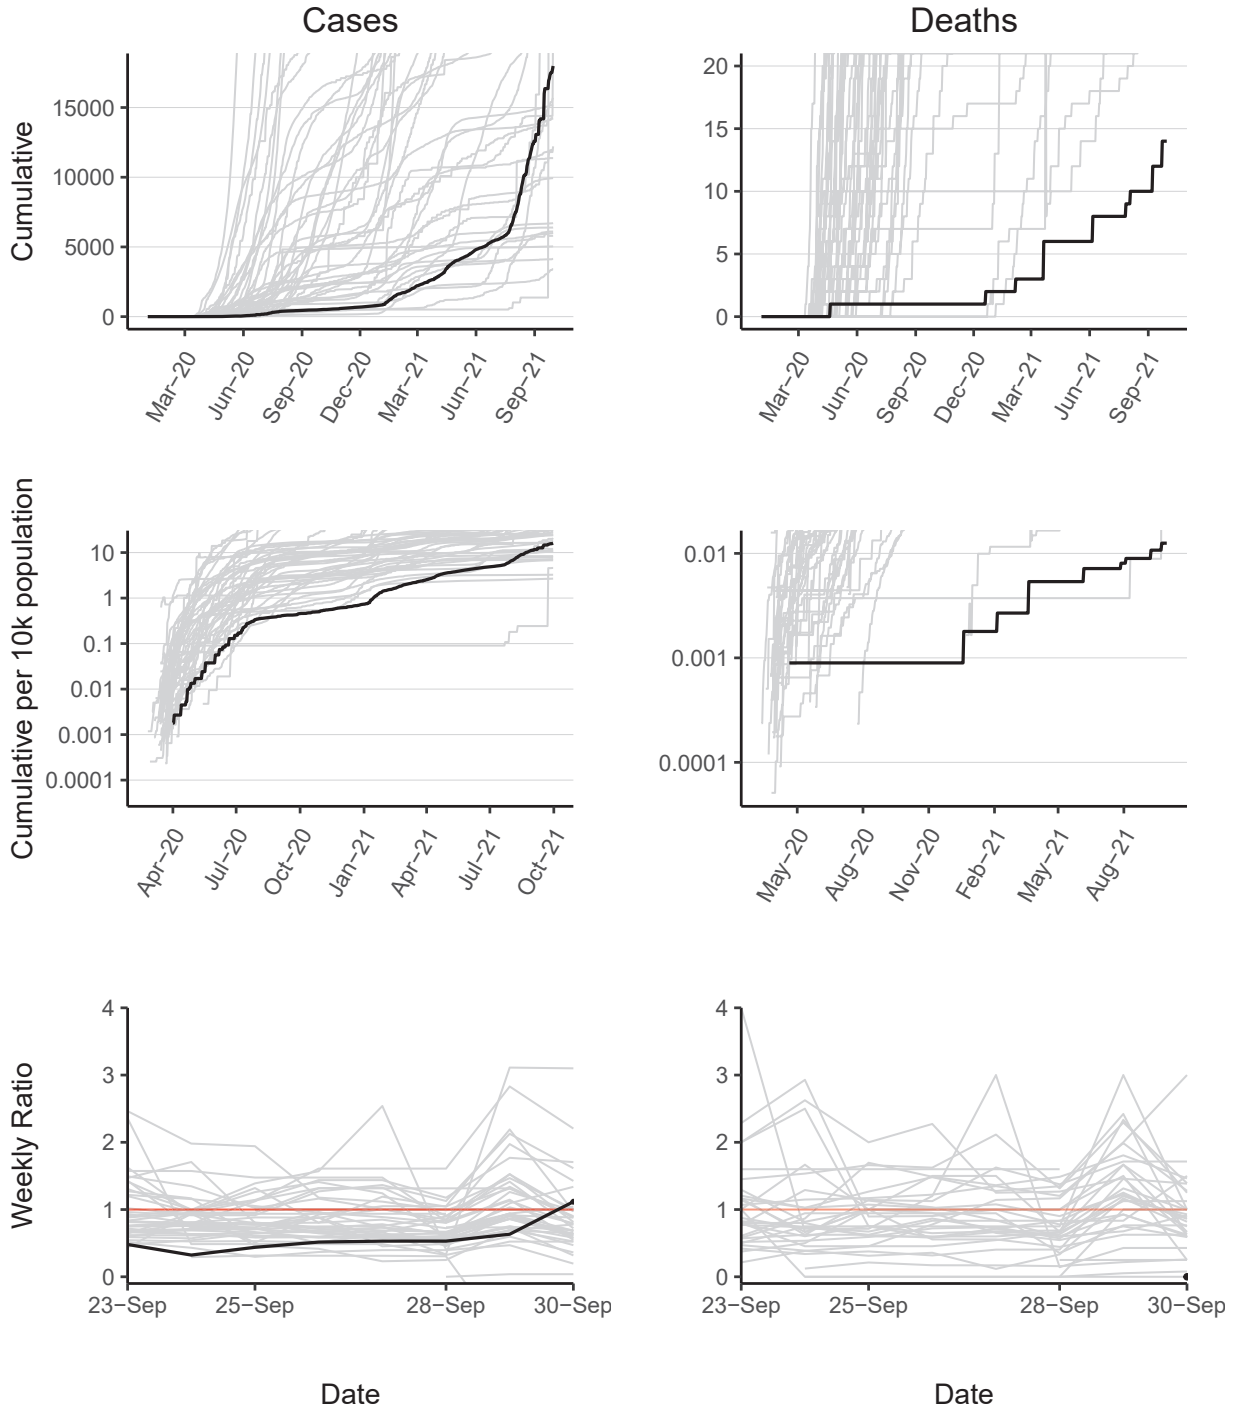 Cases
Deaths
Cumulative
15000
10000
5000
0
Mar−20
Jun−20
Sep−20
Dec−20
Mar−21
Jun−21
Sep−21
20
15
10
5
0
Mar−20
Jun−20
Sep−20
Dec−20
Mar−21
Jun−21
Sep−21
Cumulative per 10k population
10
1
0.1
0.01
0.001
0.0001
Apr−20
Jul−20
Oct−20
Jan−21
Apr−21
Jul−21
Oct−21
0.01
0.001
0.0001
May−20
Aug−20
Nov−20
Feb−21
May−21
Aug−21
Weekly Ratio
4
3
2
1
0
23−Sep
25−Sep
28−Sep
30−Sep
4
3
2
1
0
23−Sep
25−Sep
28−Sep
30−Sep
Date
Date